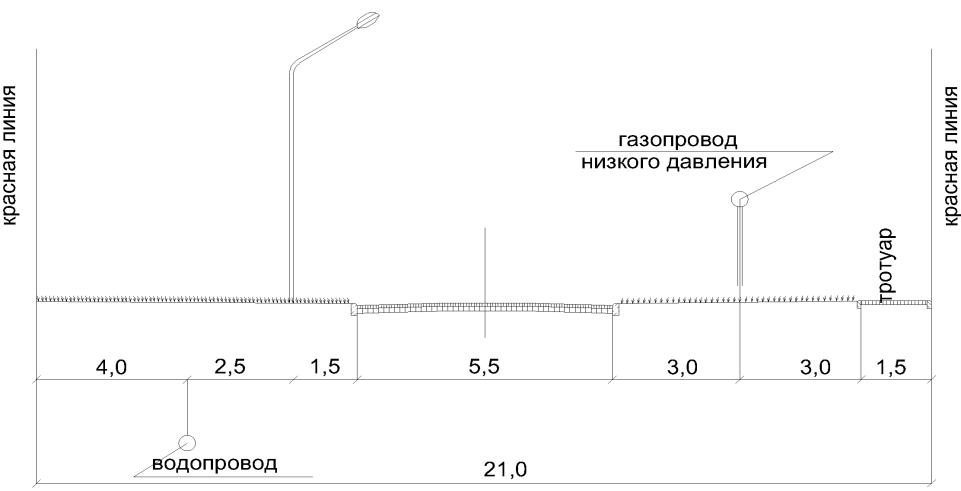 красная линия
газопровод
низкого давления
красная линия
тротуар
4,0 2,5 1,5 5,5 3,0 3,0 1,5
водопровод
21,0